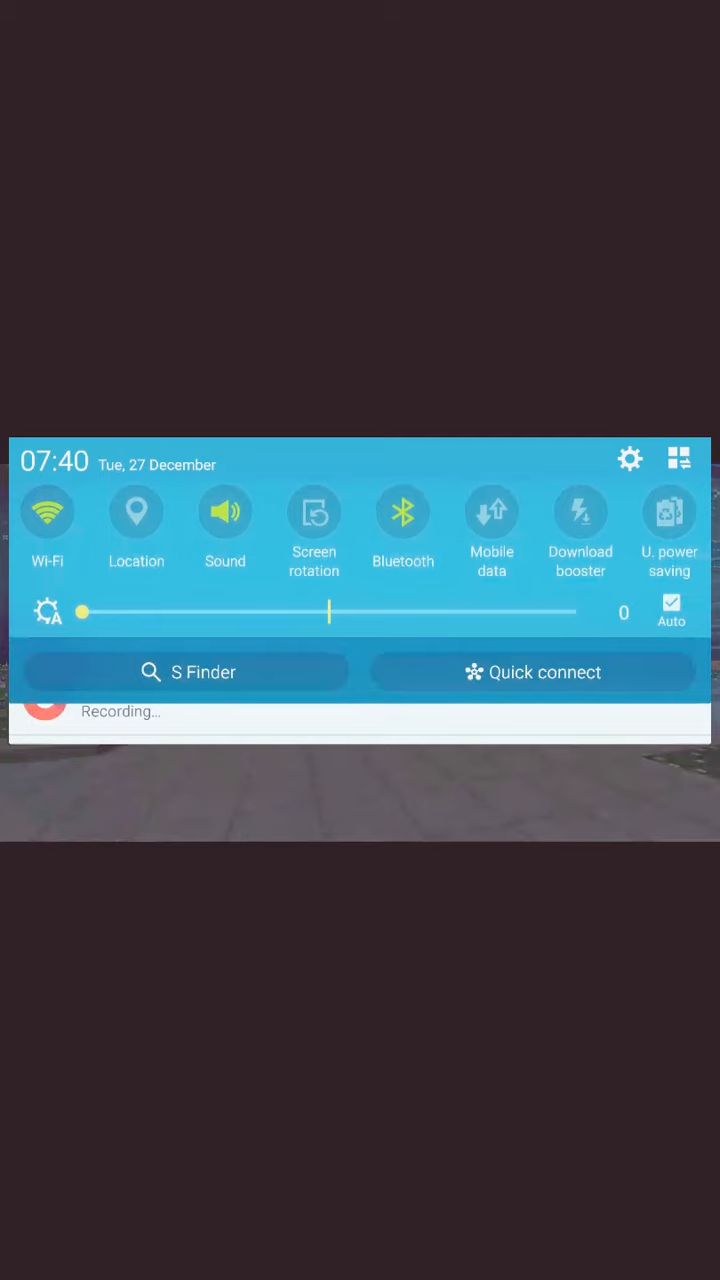 07:40 Tue, 27 December
Wi-Fi
Location
Sound
Screen
rotation
Bluetooth
Mobile
data
Download
booster
U. power
saving
A
0
Auto
S Finder
Quick connect
Recording...